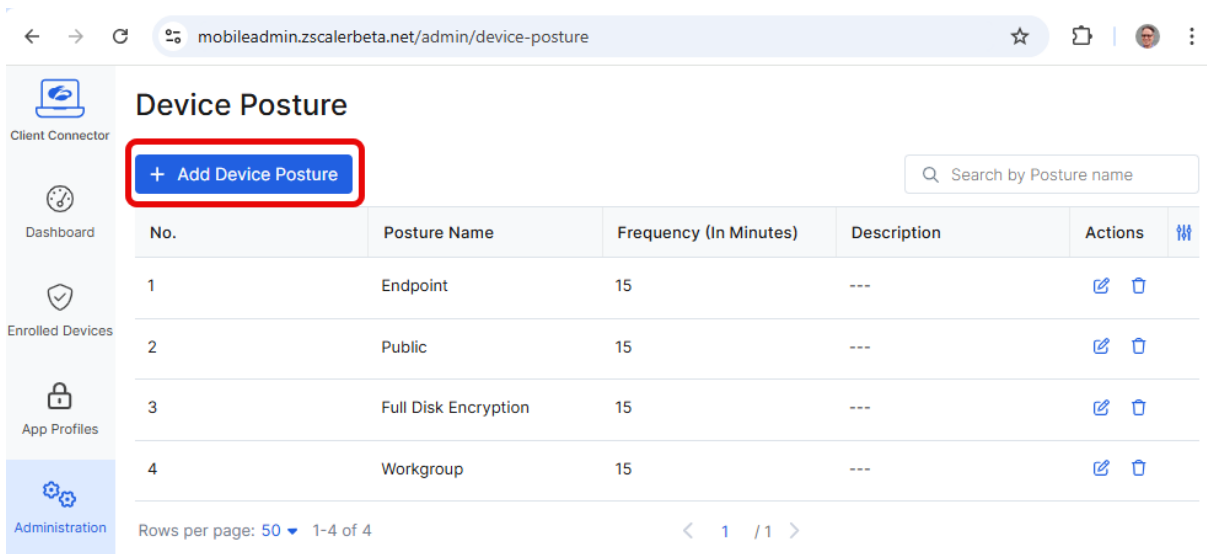 mobileadmin.zscalerbeta.net/admin/device-posture
Client Connector
Dashboard
Enrolled Devices
App Profiles
Administration
Device Posture
+ Add Device Posture
Search by Posture name
No. Posture Name Frequency (In Minutes) Description Actions
1 Endpoint 15 ---
2 Public 15 ---
3 Full Disk Encryption 15 ---
4 Workgroup 15 ---
Rows per page: 50 1-4 of 4 < 1 / 1 >